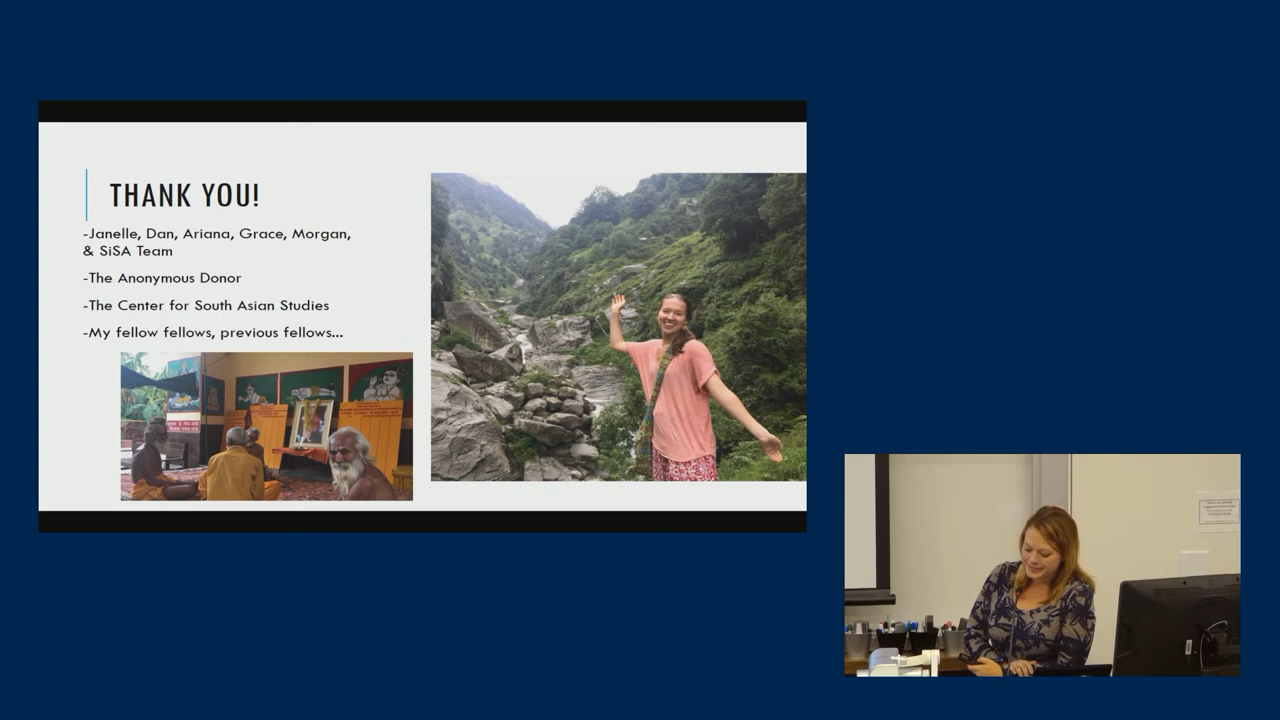 THANK YOU!
-Janelle, Dan, Ariana, Grace, Morgan,
& SiSA Team
-The Anonymous Donor
-The Center for South Asian Studies
-My fellow fellows, previous fellows...